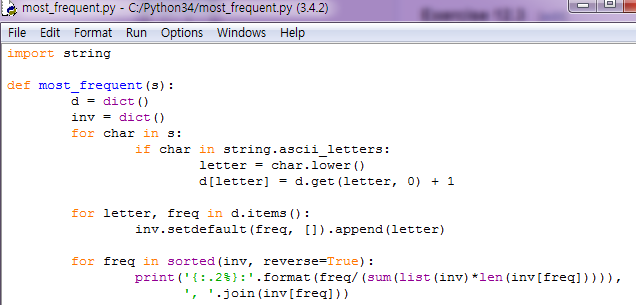 most_frequent.py - C:/Python34/most_frequent.py (3.4.2)
File Edit Format Run Options Windows Help
import string
def most_frequent(s):
        d = dict()
        inv = dict()
        for char in s:
                if char in string.ascii_letters:
                        letter = char.lower()
                        d[letter] = d.get(letter, 0) + 1
        for letter, freq in d.items():
                inv.setdefault(freq, []).append(letter)
        for freq in sorted(inv, reverse=True):
                print('{:.2%}:'.format(freq/(sum(list(inv)*len(inv[freq])))),
                      ', '.join(inv[freq]))